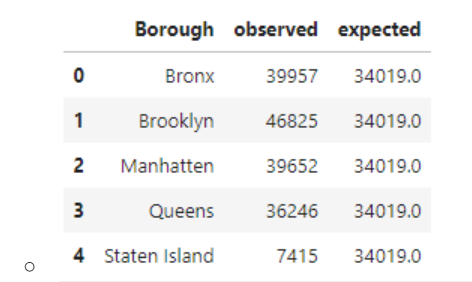 Borough observed expected
0 Bronx 39957 34019.0
1 Brooklyn 46825 34019.0
2 Manhatten 39652 34019.0
3 Queens 36246 34019.0
4 Staten Island 7415 34019.0